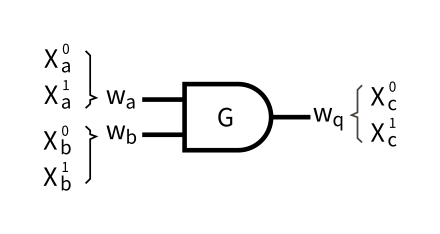 X_a^0
X_a^1
w_a
X_b^0
w_b
X_b^1
G
w_q
X_c^0
X_c^1